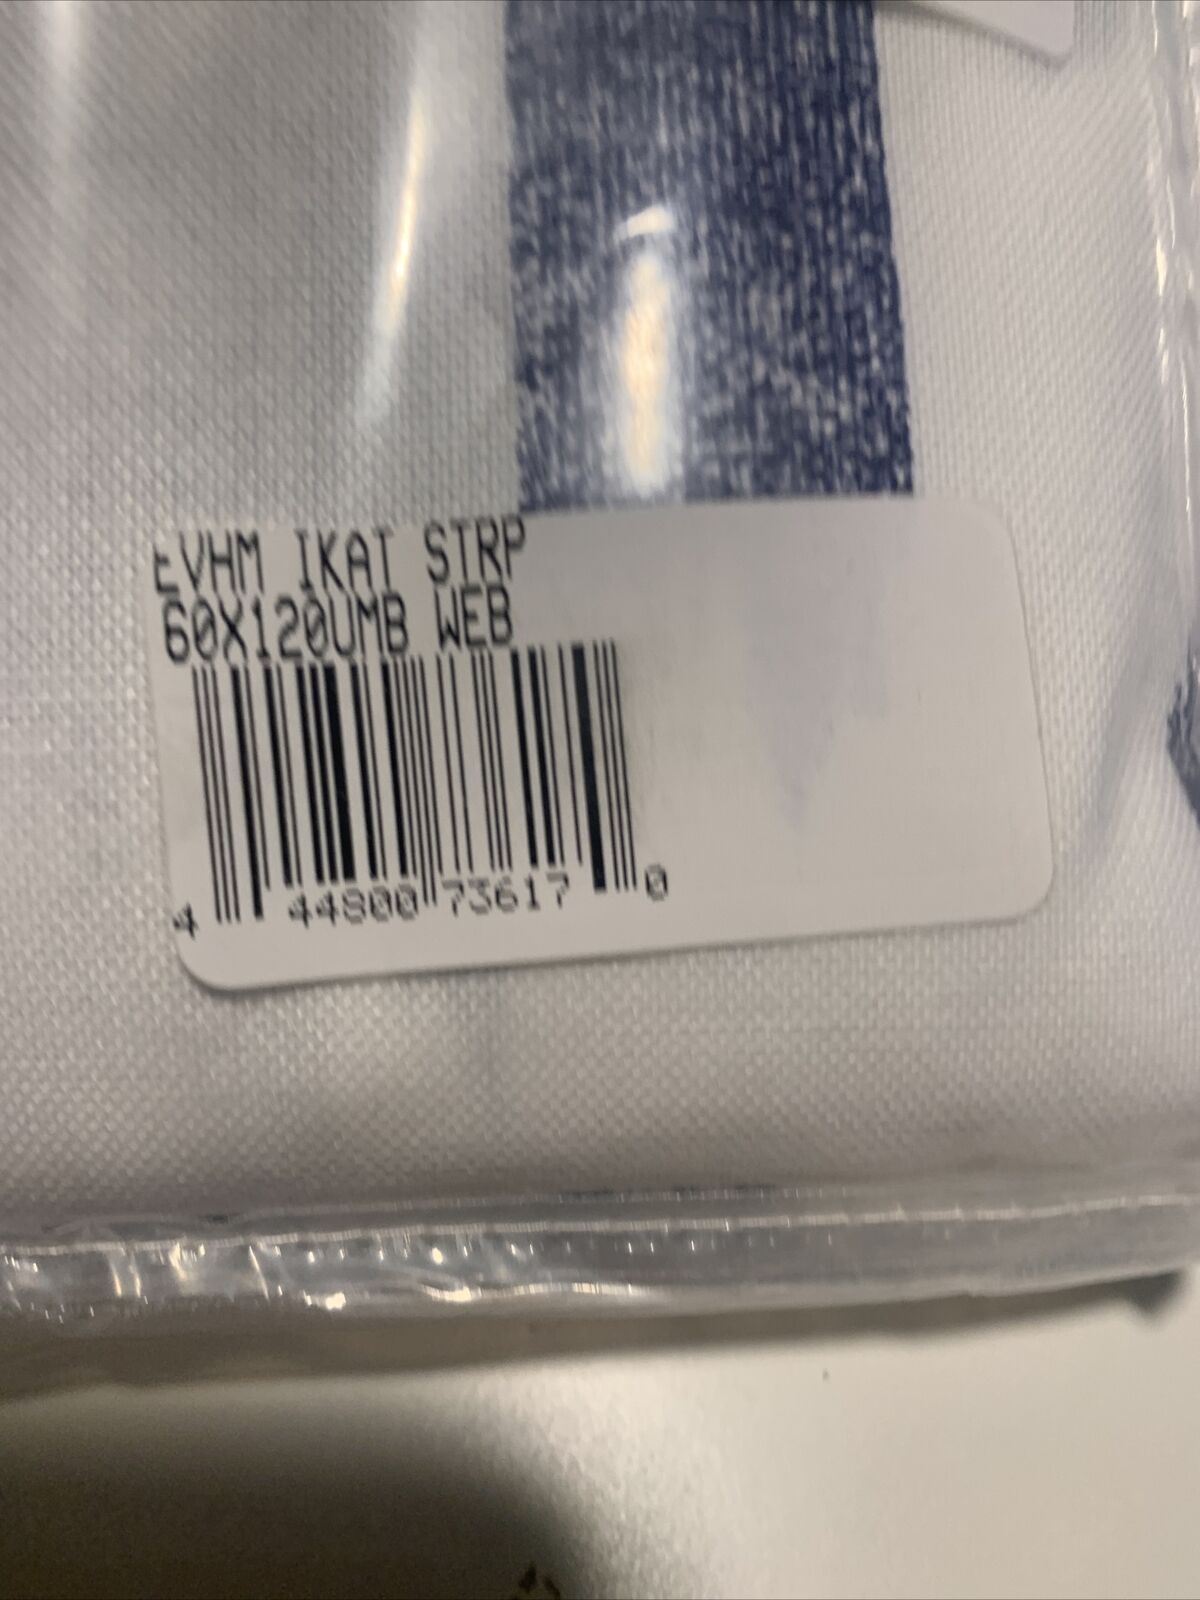 EVHM IKAT STRP
60X120UMB WEB
4 44800 73617 0